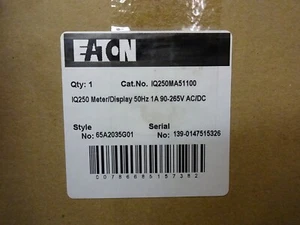 EATON
Qty: 1 Cat.No. IQ250MA51100
IQ250 Meter/Display 50Hz 1A 90-265V AC/DC
Style No: 65A2035G01 Serial No: 139-0147515326